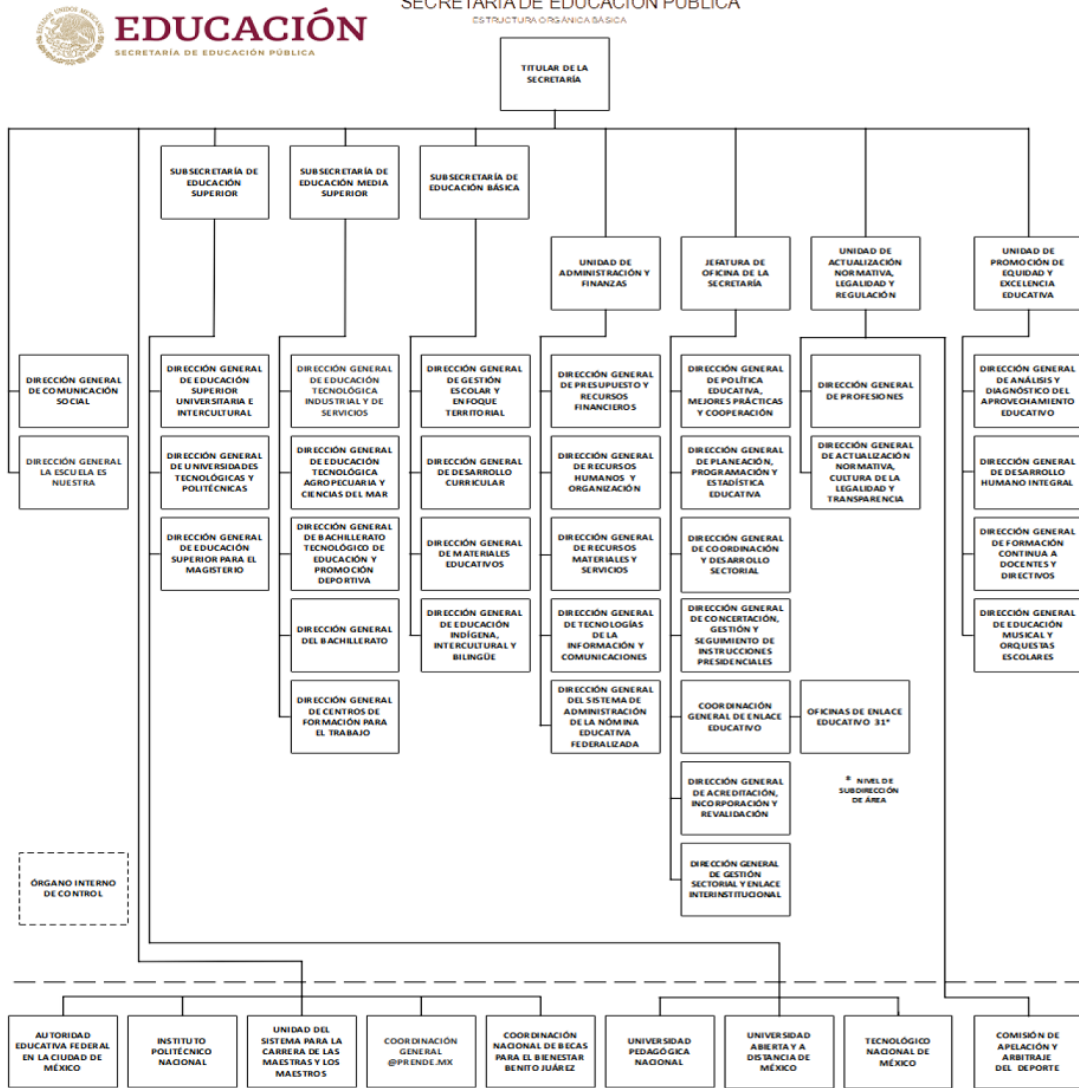 SECRETARÍA DE EDUCACIÓN PÚBLICA
ESTRUCTURA ORGÁNICA BÁSICA
EDUCACIÓN
SECRETARÍA DE EDUCACIÓN PÚBLICA
TITULAR DE LA
SECRETARÍA
SUBSECRETARÍA DE
EDUCACIÓN
SUPERIOR
SUBSECRETARÍA DE
EDUCACIÓN MEDIA
SUPERIOR
SUBSECRETARÍA DE
EDUCACIÓN BÁSICA
UNIDAD DE
ADMINISTRACIÓN Y
FINANZAS
JEFATURA DE
OFICINA DE LA
SECRETARÍA
UNIDAD DE
ACTUALIZACIÓN
NORMATIVA,
LEGALIDAD Y
REGULACIÓN
UNIDAD DE
PROMOCIÓN DE
EQUIDAD Y
EXCELENCIA
EDUCATIVA
DIRECCIÓN GENERAL
DE COMUNICACIÓN
SOCIAL
DIRECCIÓN GENERAL
DE EDUCACIÓN
SUPERIOR
UNIVERSITARIA E
INTERCULTURAL
DIRECCIÓN GENERAL
DE EDUCACIÓN
TECNOLÓGICA
INDUSTRIAL Y DE
SERVICIOS
DIRECCIÓN GENERAL
DE GESTIÓN
ESCOLAR Y
ENFOQUE
TERRITORIAL
DIRECCIÓN GENERAL
DE PRESUPUESTO Y
RECURSOS
FINANCIEROS
DIRECCIÓN GENERAL
DE POLÍTICA
EDUCATIVA,
MEJORES PRÁCTICAS
Y COOPERACIÓN
DIRECCIÓN GENERAL
DE PROFESIONES
DIRECCIÓN GENERAL
DE ANÁLISIS Y
DIAGNÓSTICO DEL
APROVECHAMIENTO
EDUCATIVO
DIRECCIÓN GENERAL
LA ESCUELA ES
NUESTRA
DIRECCIÓN GENERAL
DE UNIVERSIDADES
TECNOLÓGICAS Y
POLITÉCNICAS
DIRECCIÓN GENERAL
DE EDUCACIÓN
TECNOLÓGICA
AGROPECUARIA Y
CIENCIAS DEL MAR
DIRECCIÓN GENERAL
DE DESARROLLO
CURRICULAR
DIRECCIÓN GENERAL
DE RECURSOS
HUMANOS Y
ORGANIZACIÓN
DIRECCIÓN GENERAL
DE PLANEACIÓN,
PROGRAMACIÓN Y
ESTADÍSTICA
EDUCATIVA
DIRECCIÓN GENERAL
DE ACTUALIZACIÓN
NORMATIVA,
CULTURA DE LA
LEGALIDAD Y
TRANSPARENCIA
DIRECCIÓN GENERAL
DE DESARROLLO
HUMANO INTEGRAL
DIRECCIÓN GENERAL
DE EDUCACIÓN
SUPERIOR PARA EL
MAGISTERIO
DIRECCIÓN GENERAL
DE BACHILLERATO
TECNOLÓGICO DE
EDUCACIÓN Y
PROMOCIÓN
DEPORTIVA
DIRECCIÓN GENERAL
DE MATERIALES
EDUCATIVOS
DIRECCIÓN GENERAL
DE RECURSOS
MATERIALES Y
SERVICIOS
DIRECCIÓN GENERAL
DE COORDINACIÓN
Y DESARROLLO
SECTORIAL
DIRECCIÓN GENERAL
DE FORMACIÓN
CONTINUA A
DOCENTES Y
DIRECTIVOS
DIRECCIÓN GENERAL
DEL BACHILLERATO
DIRECCIÓN GENERAL
DE EDUCACIÓN
INDÍGENA,
INTERCULTURAL Y
BILINGÜE
DIRECCIÓN GENERAL
DE TECNOLOGÍAS
DE LA
INFORMACIÓN Y
COMUNICACIONES
DIRECCIÓN GENERAL
DE CONCERTACIÓN,
GESTIÓN Y
SEGUIMIENTO DE
INSTRUCCIONES
PRESIDENCIALES
DIRECCIÓN GENERAL
DE EDUCACIÓN
MUSICAL Y
ORQUESTAS
ESCOLARES
DIRECCIÓN GENERAL
DE CENTROS DE
FORMACIÓN PARA
EL TRABAJO
DIRECCIÓN GENERAL
DEL SISTEMA DE
ADMINISTRACIÓN
DE LA NÓMINA
EDUCATIVA
FEDERALIZADA
COORDINACIÓN
GENERAL DE ENLACE
EDUCATIVO
OFICINAS DE ENLACE
EDUCATIVO 31*
* NIVEL DE
SUBDIRECCIÓN
DE ÁREA
DIRECCIÓN GENERAL
DE ACREDITACIÓN,
INCORPORACIÓN Y
REVALIDACIÓN
ÓRGANO INTERNO
DE CONTROL
DIRECCIÓN GENERAL
DE GESTIÓN
SECTORIAL Y ENLACE
INTERINSTITUCIONAL
AUTORIDAD
EDUCATIVA FEDERAL
EN LA CIUDAD DE
MÉXICO
INSTITUTO
POLITÉCNICO
NACIONAL
UNIDAD DEL
SISTEMA PARA LA
CARRERA DE LAS
MAESTRAS Y LOS
MAESTROS
COORDINACIÓN
GENERAL
@PRENDE.MX
COORDINACIÓN
NACIONAL DE BECAS
PARA EL BIENESTAR
BENITO JUÁREZ
UNIVERSIDAD
PEDAGÓGICA
NACIONAL
UNIVERSIDAD
ABIERTA Y A
DISTANCIA DE
MÉXICO
TECNOLÓGICO
NACIONAL DE
MÉXICO
COMISIÓN DE
APELACIÓN Y
ARBITRAJE
DEL DEPORTE